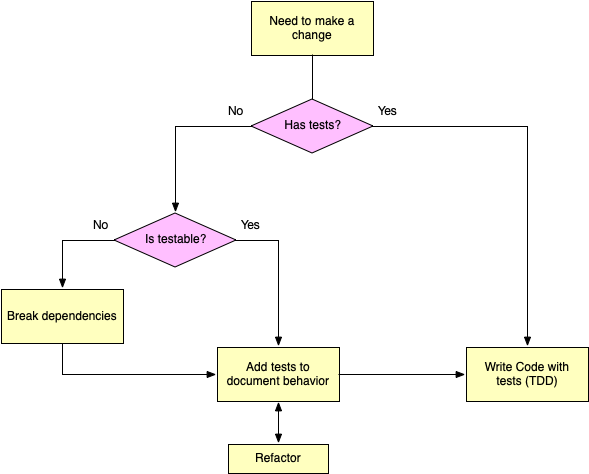 Need to make a
change
No
Yes
Has tests?
No
Yes
Is testable?
Break dependencies
Add tests to
document behavior
Write Code with
tests (TDD)
Refactor